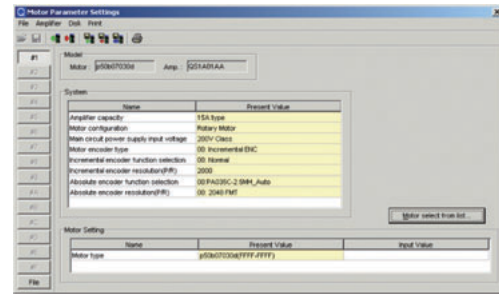 Motor Parameter Settings
File Amplifier Disk Print
#1
Model
Motor : p50b07030d Amp. : QS1A01AA
System
Name Present Value
Amplifier capacity 15A type
Motor configuration Rotary Motor
Main circuit power supply input voltage 200V Class
Motor encoder type 00: Incremental ENC
Incremental encoder function selection 00: Normal
Incremental encoder resolution(P/R) 2000
Absolute encoder function selection 00:PA035C-2.5MH_Auto
Absolute encoder resolution(P/R) 00: 2048 FMT
Motor select from list...
Motor Setting
Name Present Value Input Value
Motor type p50b07030d(FFFF-FFFF)
File